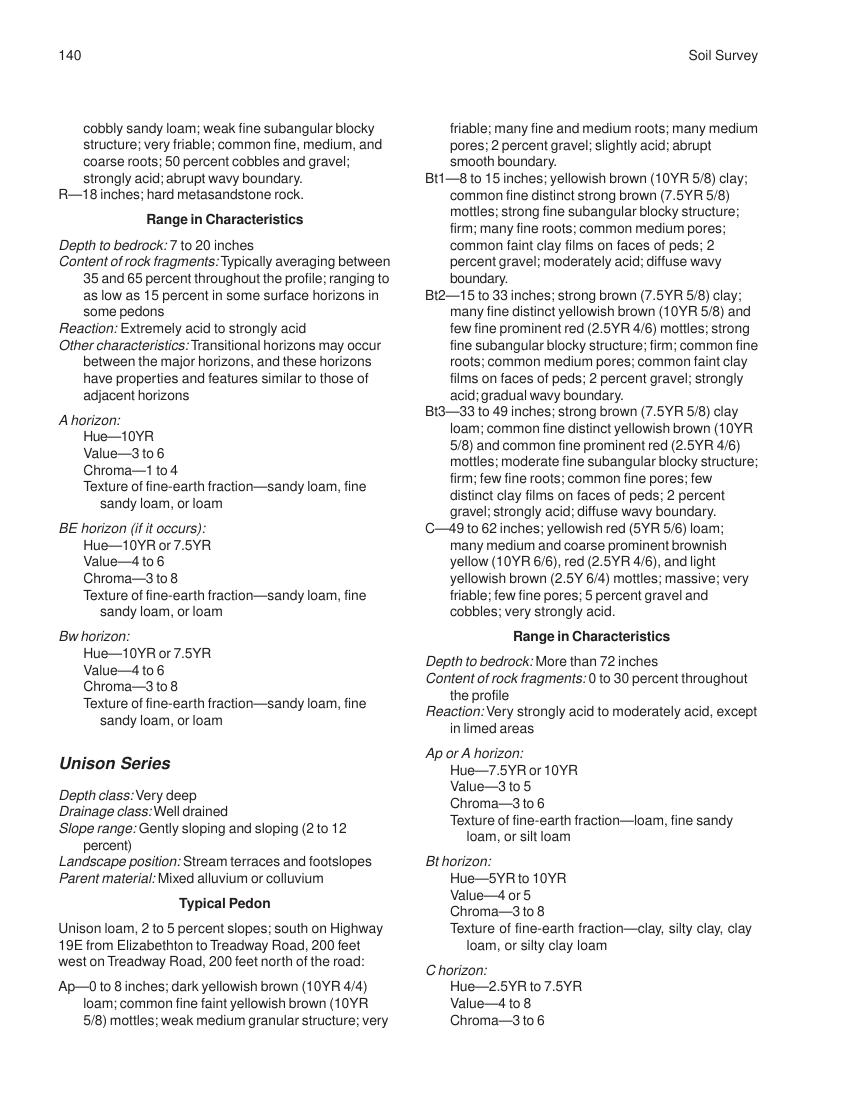 140
Soil Survey
cobbly sandy loam; weak fine subangular blocky
structure; very friable; common fine, medium, and
coarse roots; 50 percent cobbles and gravel;
strongly acid; abrupt wavy boundary.
R—18 inches; hard metasandstone rock.
Range in Characteristics
Depth to bedrock: 7 to 20 inches
Content of rock fragments: Typically averaging between
35 and 65 percent throughout the profile; ranging to
as low as 15 percent in some surface horizons in
some pedons
Reaction: Extremely acid to strongly acid
Other characteristics: Transitional horizons may occur
between the major horizons, and these horizons
have properties and features similar to those of
adjacent horizons
A horizon:
Hue—10YR
Value—3 to 6
Chroma—1 to 4
Texture of fine-earth fraction—sandy loam, fine
sandy loam, or loam
BE horizon (if it occurs):
Hue—10YR or 7.5YR
Value—4 to 6
Chroma—3 to 8
Texture of fine-earth fraction—sandy loam, fine
sandy loam, or loam
Bw horizon:
Hue—10YR or 7.5YR
Value—4 to 6
Chroma—3 to 8
Texture of fine-earth fraction—sandy loam, fine
sandy loam, or loam
Unison Series
Depth class: Very deep
Drainage class: Well drained
Slope range: Gently sloping and sloping (2 to 12
percent)
Landscape position: Stream terraces and footslopes
Parent material: Mixed alluvium or colluvium
Typical Pedon
Unison loam, 2 to 5 percent slopes; south on Highway
19E from Elizabethton to Treadway Road, 200 feet
west on Treadway Road, 200 feet north of the road:
Ap—0 to 8 inches; dark yellowish brown (10YR 4/4)
loam; common fine faint yellowish brown (10YR
5/8) mottles; weak medium granular structure; very
friable; many fine and medium roots; many medium
pores; 2 percent gravel; slightly acid; abrupt
smooth boundary.
Bt1—8 to 15 inches; yellowish brown (10YR 5/8) clay;
common fine distinct strong brown (7.5YR 5/8)
mottles; strong fine subangular blocky structure;
firm; many fine roots; common medium pores;
common faint clay films on faces of peds; 2
percent gravel; moderately acid; diffuse wavy
boundary.
Bt2—15 to 33 inches; strong brown (7.5YR 5/8) clay;
many fine distinct yellowish brown (10YR 5/8) and
few fine prominent red (2.5YR 4/6) mottles; strong
fine subangular blocky structure; firm; common fine
roots; common medium pores; common faint clay
films on faces of peds; 2 percent gravel; strongly
acid; gradual wavy boundary.
Bt3—33 to 49 inches; strong brown (7.5YR 5/8) clay
loam; common fine distinct yellowish brown (10YR
5/8) and common fine prominent red (2.5YR 4/6)
mottles; moderate fine subangular blocky structure;
firm; few fine roots; common fine pores; few
distinct clay films on faces of peds; 2 percent
gravel; strongly acid; diffuse wavy boundary.
C—49 to 62 inches; yellowish red (5YR 5/6) loam;
many medium and coarse prominent brownish
yellow (10YR 6/6), red (2.5YR 4/6), and light
yellowish brown (2.5Y 6/4) mottles; massive; very
friable; few fine pores; 5 percent gravel and
cobbles; very strongly acid.
Range in Characteristics
Depth to bedrock: More than 72 inches
Content of rock fragments: 0 to 30 percent throughout
the profile
Reaction: Very strongly acid to moderately acid, except
in limed areas
Ap or A horizon:
Hue—7.5YR or 10YR
Value—3 to 5
Chroma—3 to 6
Texture of fine-earth fraction—loam, fine sandy
loam, or silt loam
Bt horizon:
Hue—5YR to 10YR
Value—4 or 5
Chroma—3 to 8
Texture of fine-earth fraction—clay, silty clay, clay
loam, or silty clay loam
C horizon:
Hue—2.5YR to 7.5YR
Value—4 to 8
Chroma—3 to 6